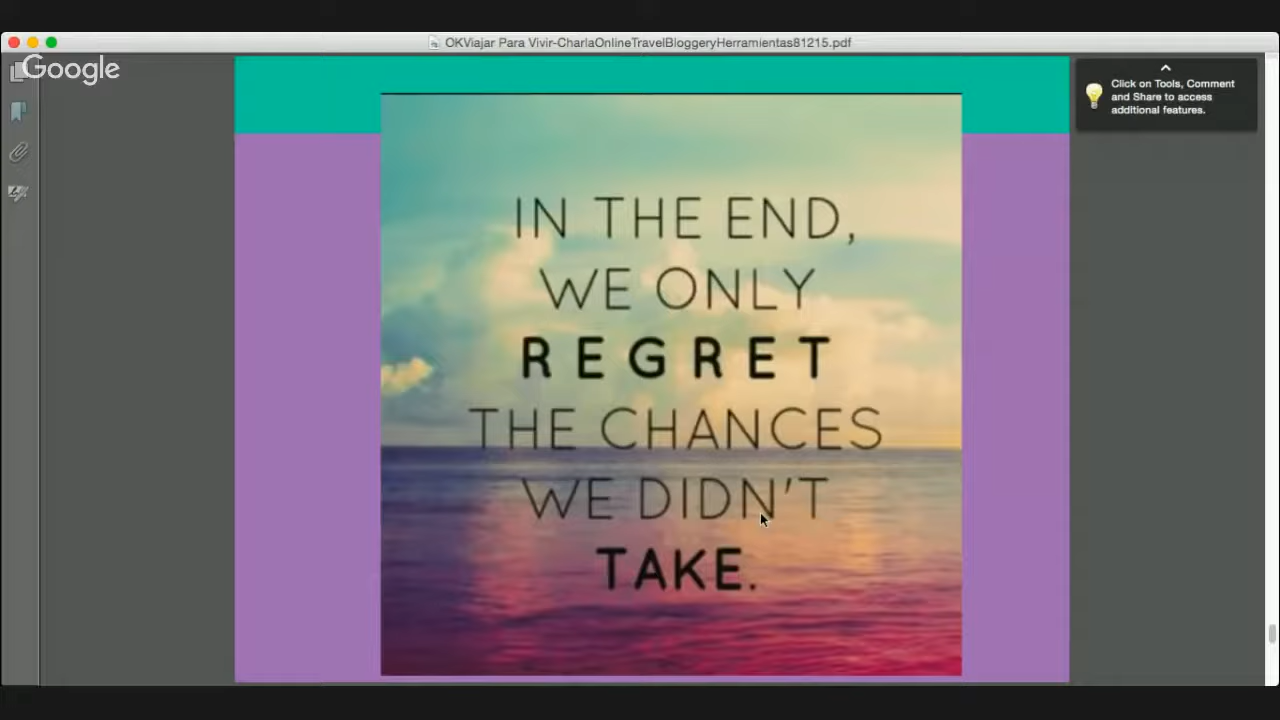 OKViajar Para Vivir-CharlaOnlineTravelBloggeryHerramientas81215.pdf
Google
Click on Tools, Comment
and Share to access
additional features.
IN THE END,
WE ONLY
REGRET
THE CHANCES
WE DIDN'T
TAKE.